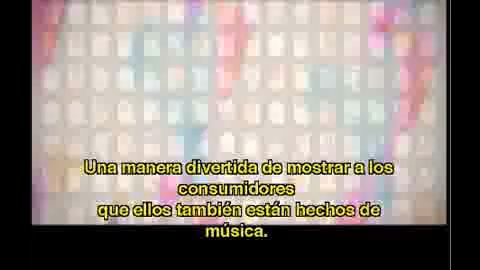 Una manera divertida de mostrar a los
consumidores
que ellos también están hechos de
música.